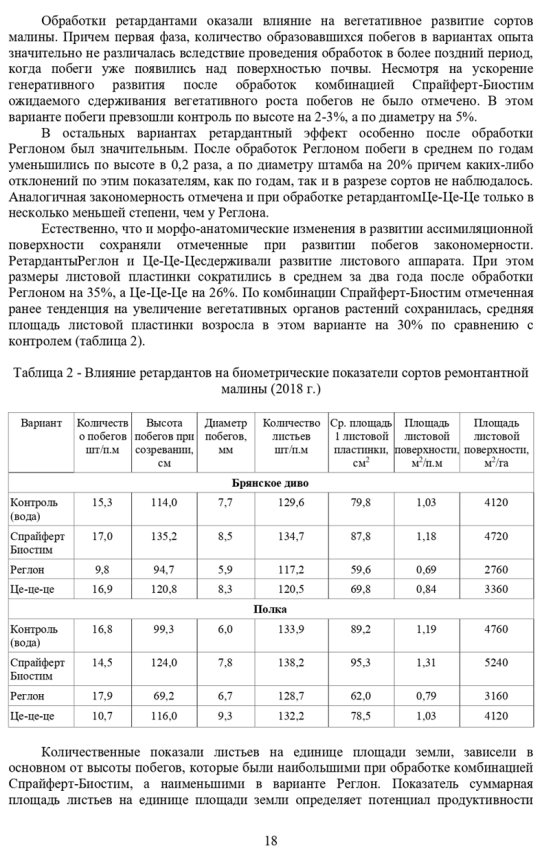 Обработки ретардантами оказали влияние на вегетативное развитие сортов
малины. Причем первая фаза, количество образовавшихся побегов в вариантах опыта
значительно не различалась вследствие проведения обработок в более поздний период,
когда побеги уже появились над поверхностью почвы. Несмотря на ускорение
генеративного развития после обработок комбинацией Спрайферт-Биостим
ожидаемого сдерживания вегетативного роста побегов не было отмечено. В этом
варианте побеги превзошли контроль по высоте на 2-3%, а по диаметру на 5%.
В остальных вариантах ретардантный эффект особенно после обработки
Реглоном был значительным. После обработок Реглоном побеги в среднем по годам
уменьшились по высоте в 0,2 раза, а по диаметру штамба на 20% причем каких-либо
отклонений по этим показателям, как по годам, так и в разрезе сортов не наблюдалось.
Аналогичная закономерность отмечена и при обработке ретардантомЦе-Це-Це только в
несколько меньшей степени, чем у Реглона.
Естественно, что и морфо-анатомические изменения в развитии ассимиляционной
поверхности сохраняли отмеченные при развитии побегов закономерности.
РетардантыРеглон и Це-Це-Цесдерживали развитие листового аппарата. При этом
размеры листовой пластинки сократились в среднем за два года после обработки
Реглоном на 35%, а Це-Це-Це на 26%. По комбинации Спрайферт-Биостим отмеченная
ранее тенденция на увеличение вегетативных органов растений сохранилась, средняя
площадь листовой пластинки возросла в этом варианте на 30% по сравнению с
контролем (таблица 2).
Таблица 2 - Влияние ретардантов на биометрические показатели сортов ремонтантной
малины (2018 г.)
Вариант Количеств Высота Диаметр Количество Ср. площадь Площадь Площадь
о побегов побегов при побегов, листьев 1 листовой листовой листовой
шт/п.м созревании, мм шт/п.м пластинки, поверхности, поверхности,
см см² м²/п.м м²/га
Брянское диво
Контроль 15,3 114,0 7,7 129,6 79,8 1,03 4120
(вода)
Спрайферт 17,0 135,2 8,5 134,7 87,8 1,18 4720
Биостим
Реглон 9,8 94,7 5,9 117,2 59,6 0,69 2760
Це-це-це 16,9 120,8 8,3 120,5 69,8 0,84 3360
Полка
Контроль 16,8 99,3 6,0 133,9 89,2 1,19 4760
(вода)
Спрайферт 14,5 124,0 7,8 138,2 95,3 1,31 5240
Биостим
Реглон 17,9 69,2 6,7 128,7 62,0 0,79 3160
Це-це-це 10,7 116,0 9,3 132,2 78,5 1,03 4120
Количественные показали листьев на единице площади земли, зависели в
основном от высоты побегов, которые были наибольшими при обработке комбинацией
Спрайферт-Биостим, а наименьшими в варианте Реглон. Показатель суммарная
площадь листьев на единице площади земли определяет потенциал продуктивности
18